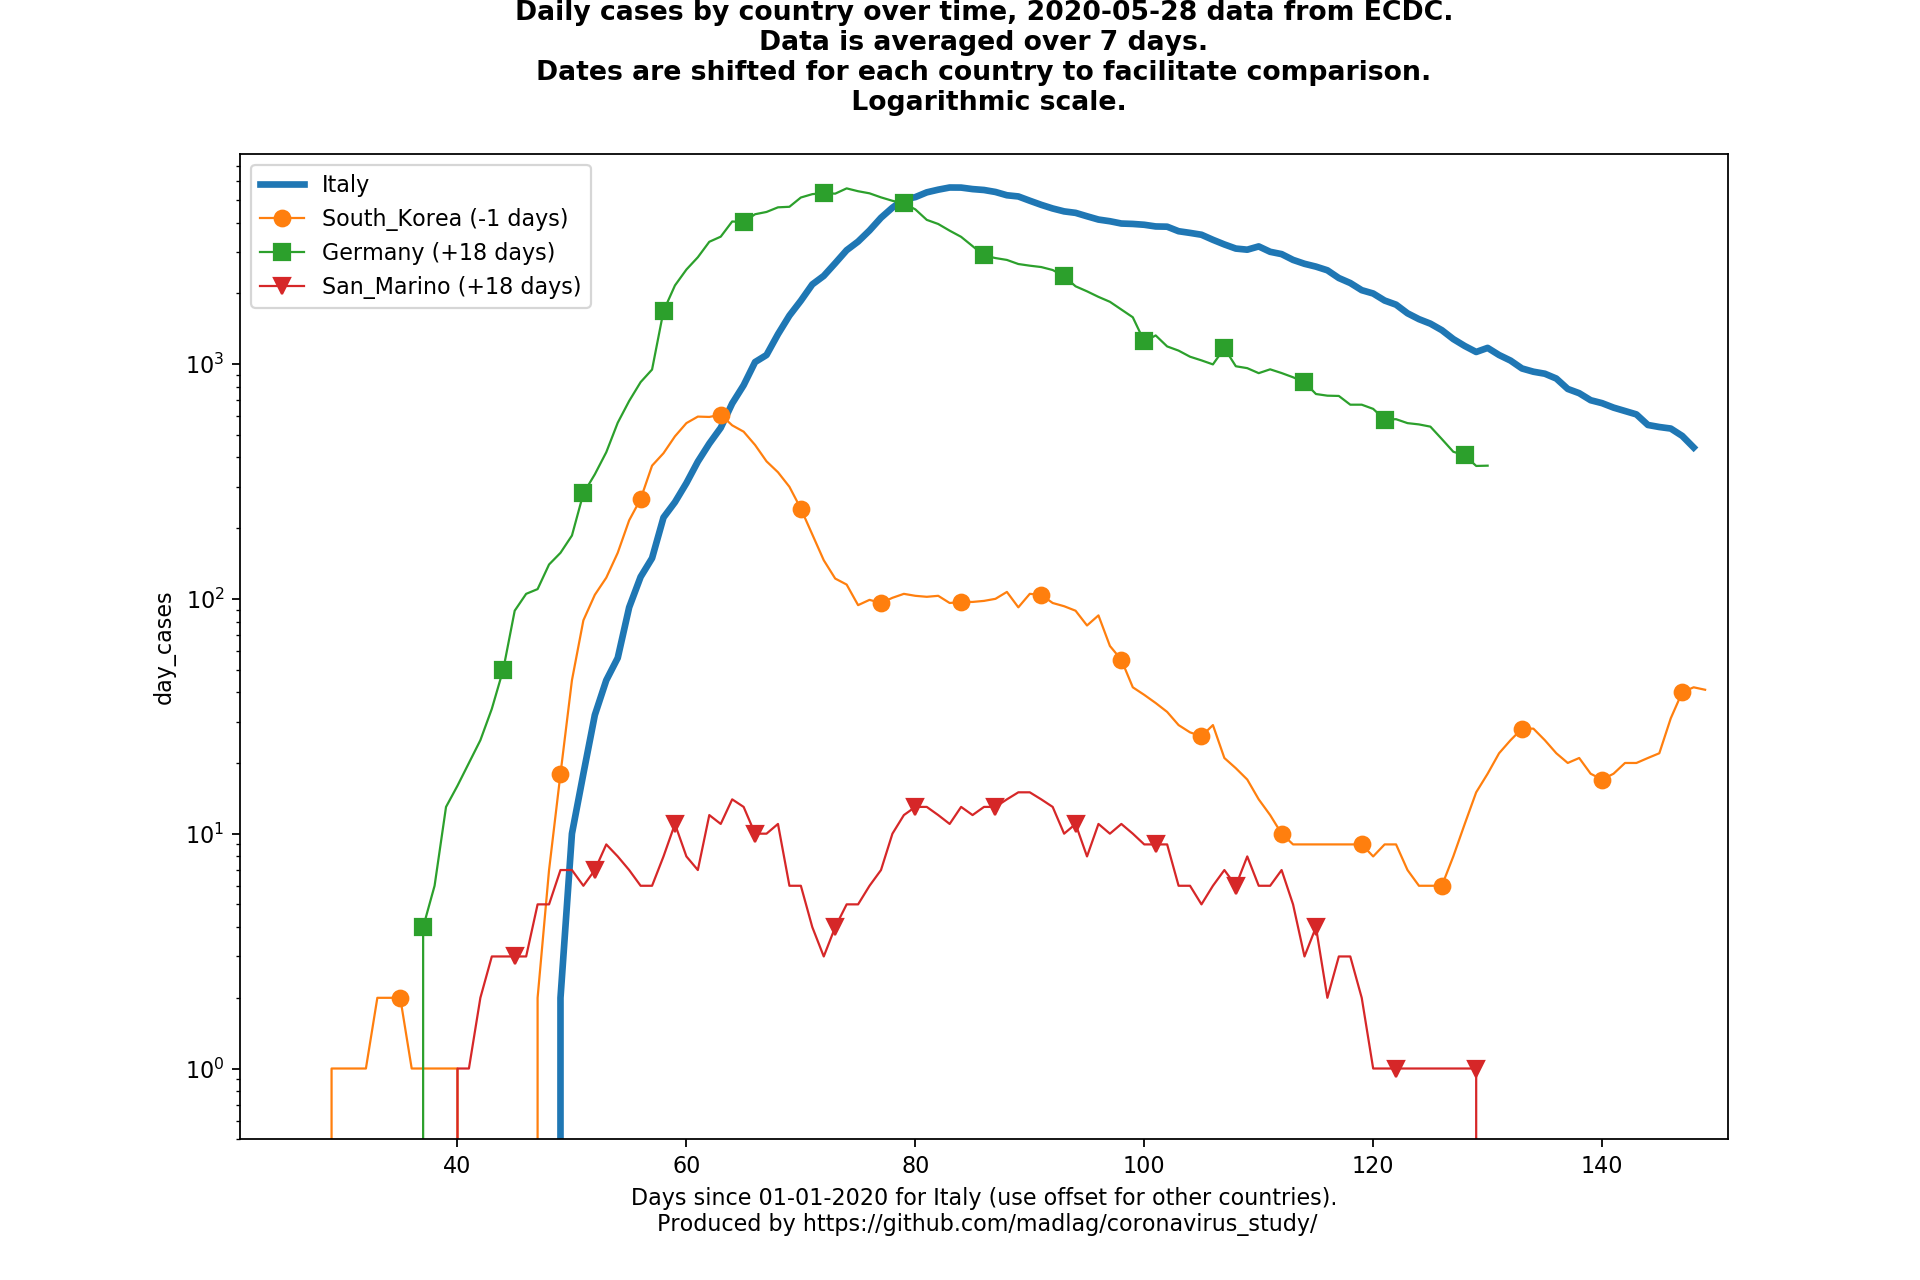 Daily cases by country over time, 2020-05-28 data from ECDC.
Data is averaged over 7 days.
Dates are shifted for each country to facilitate comparison.
Logarithmic scale.
Italy
South_Korea (-1 days)
Germany (+18 days)
San_Marino (+18 days)
day_cases
10³
10²
10¹
10⁰
40 60 80 100 120 140
Days since 01-01-2020 for Italy (use offset for other countries).
Produced by https://github.com/madlag/coronavirus_study/